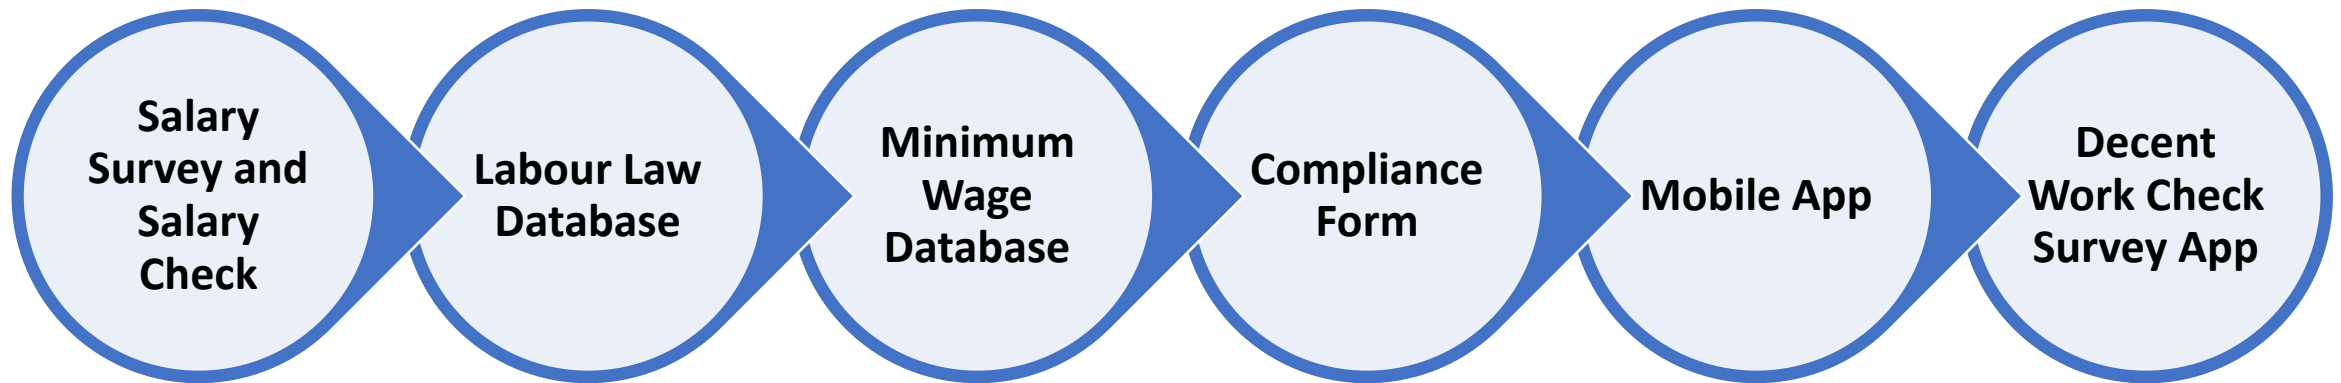 Salary
Survey and
Salary
Check
Labour Law
Database
Minimum
Wage
Database
Compliance
Form
Mobile App
Decent
Work Check
Survey App